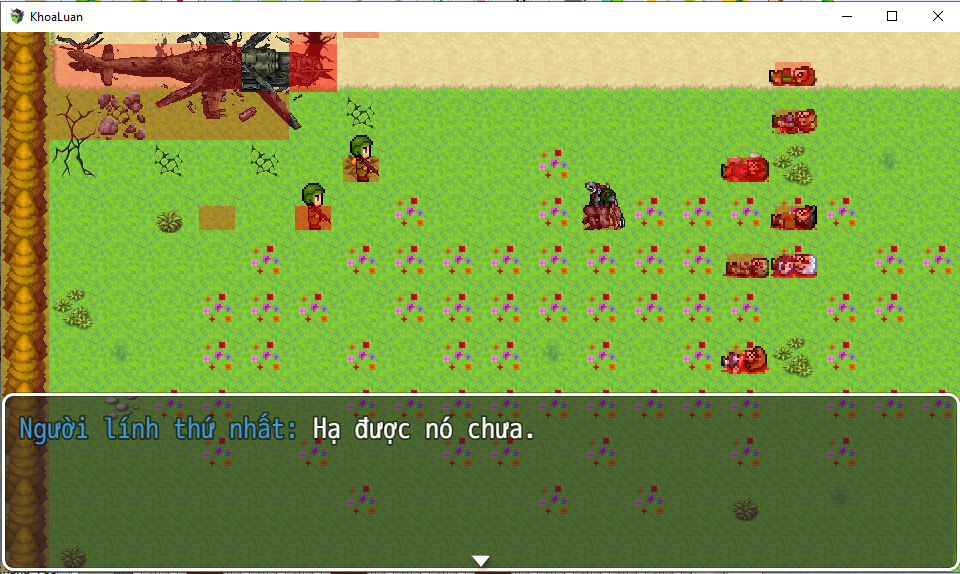 KhoaLuan
Người lính thứ nhất: Hạ được nó chưa.